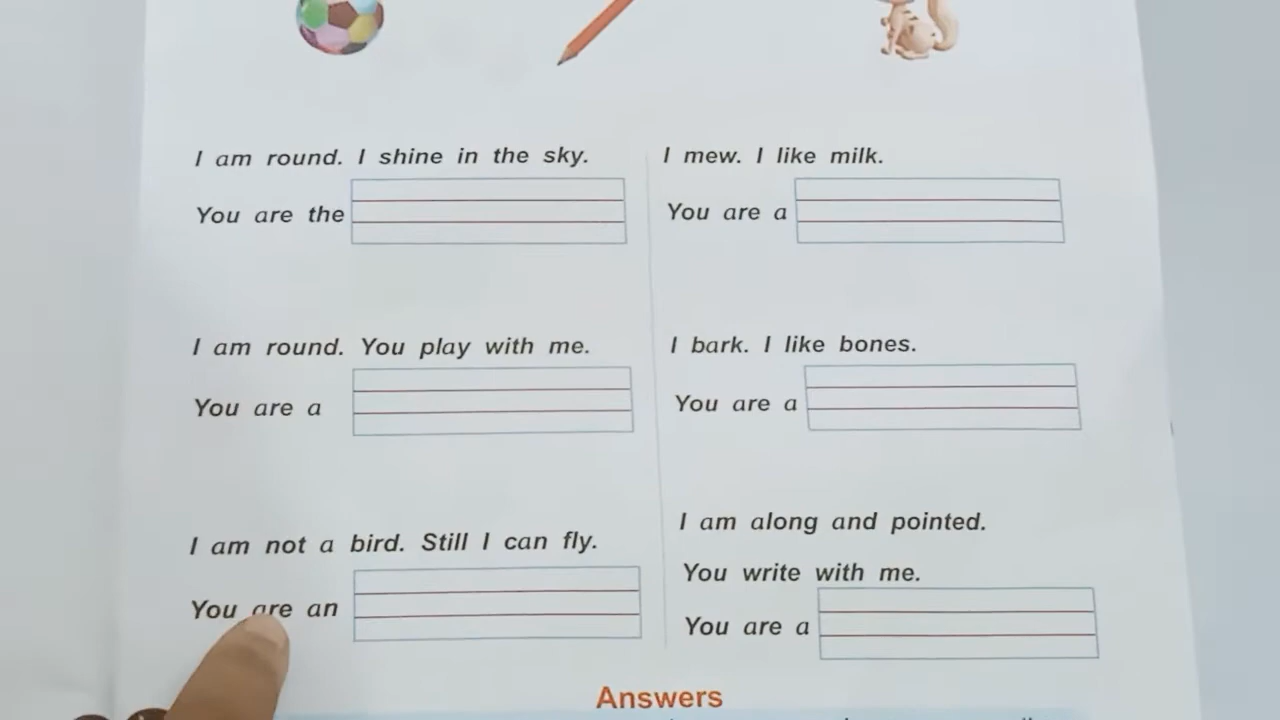 I am round. I shine in the sky.
You are the
I am round. You play with me.
You are a
I am not a bird. Still I can fly.
You are an
I mew. I like milk.
You are a
I bark. I like bones.
You are a
I am along and pointed.
You write with me.
You are a
Answers